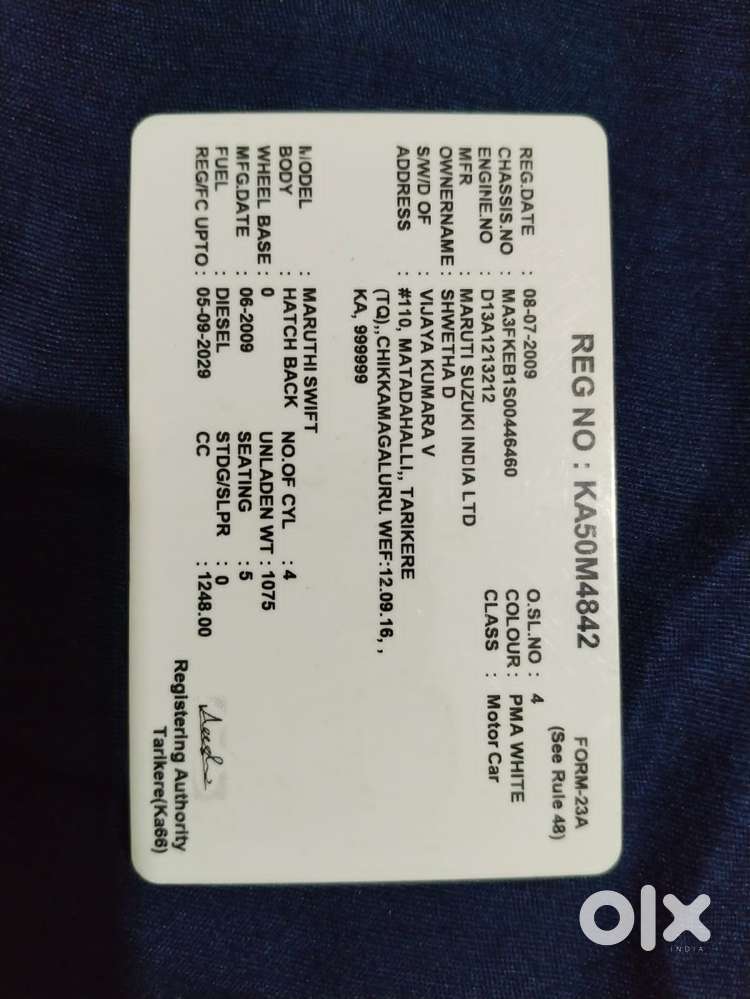 FORM-23A
(See Rule 48)
REG NO : KA50M4842
REG.DATE : 08-07-2009 O.SL.NO : 4
CHASSIS.NO : MA3FKEB1S00446460 COLOUR : PMA WHITE
ENGINE.NO : D13A1213212 CLASS : Motor Car
MFR : MARUTI SUZUKI INDIA LTD
OWNERNAME : SHWETHA D
S/W/D OF : VIJAYA KUMARA V
ADDRESS : #110, MATADAHALLI,, TARIKERE
(TQ),,CHIKKAMAGALURU. WEF:12.09.16, ,
KA, 999999
MODEL : MARUTHI SWIFT
BODY : HATCH BACK NO.OF CYL : 4
WHEEL BASE : 0 UNLADEN WT : 1075
MFG.DATE : 06-2009 SEATING : 5
FUEL : DIESEL STDG/SLPR : 0
REG/FC UPTO : 05-09-2029 CC : 1248.00
Registering Authority
Tarikere(Ka66)
olx
INDIA